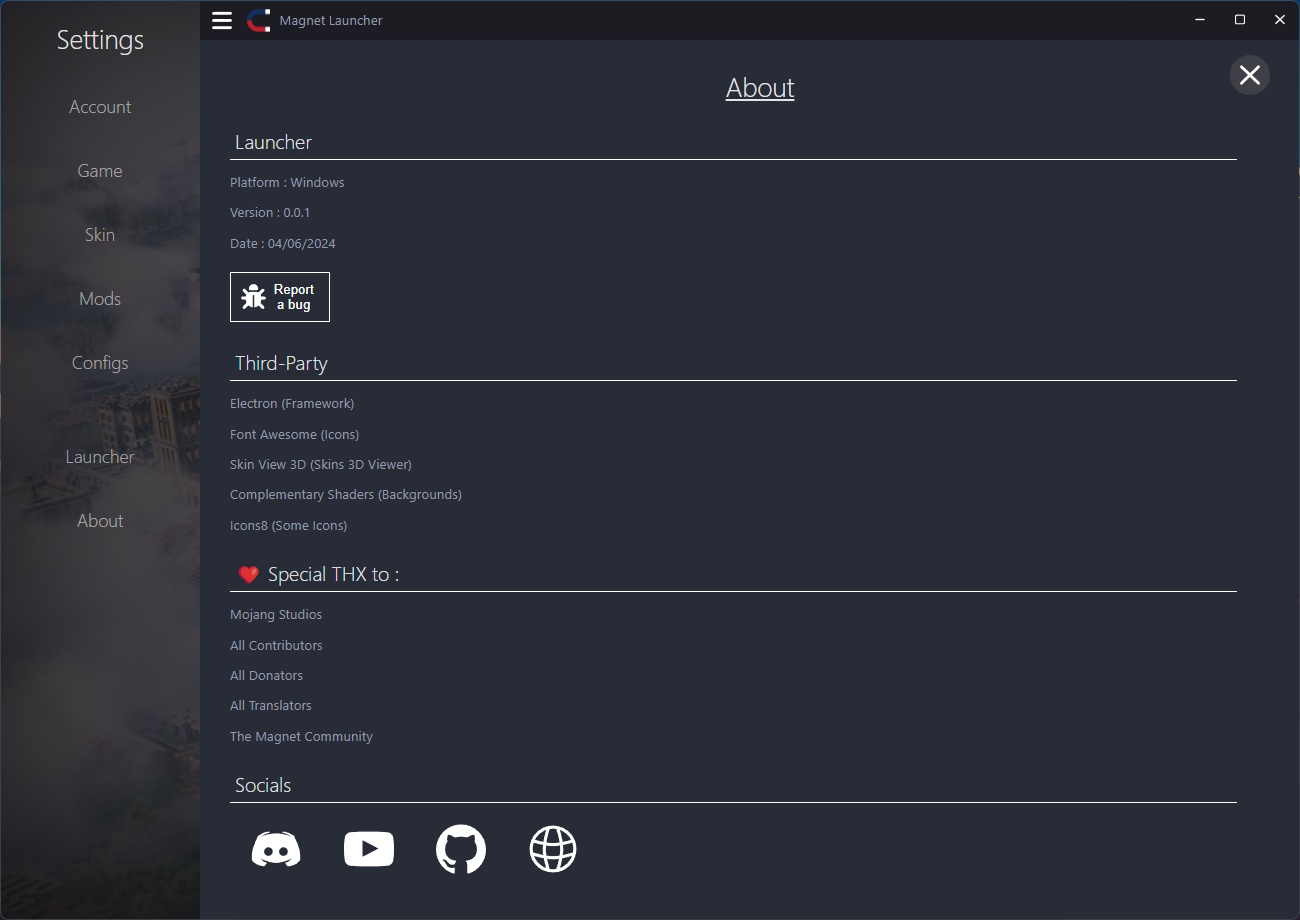 Settings
Account
Game
Skin
Mods
Configs
Launcher
About
Magnet Launcher
About
Launcher
Platform : Windows
Version : 0.0.1
Date : 04/06/2024
Report
a bug
Third-Party
Electron (Framework)
Font Awesome (Icons)
Skin View 3D (Skins 3D Viewer)
Complementary Shaders (Backgrounds)
Icons8 (Some Icons)
❤️ Special THX to :
Mojang Studios
All Contributors
All Donators
All Translators
The Magnet Community
Socials